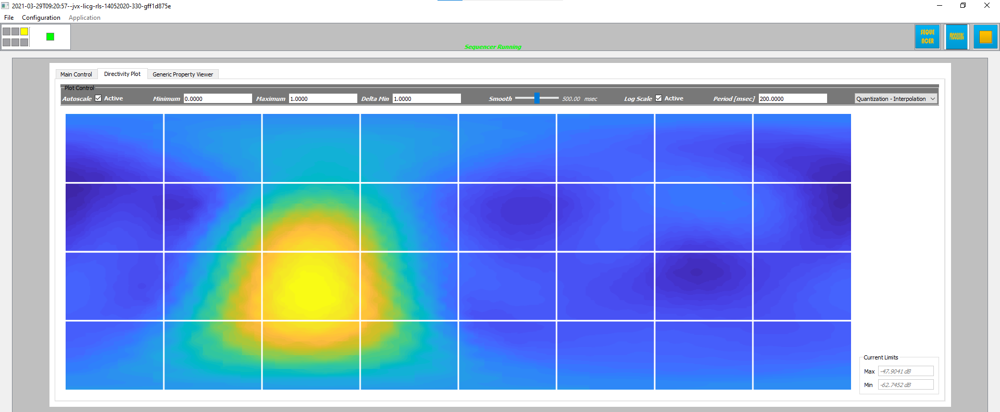 2021-03-29T09:20:57--jvx-licg-rls-14052020-330-gff1d875e
File Configuration Application
SEQUE
NCER
PROCESSING
Sequencer Running
Main Control Directivity Plot Generic Property Viewer
Plot Control
Autoscale Active Minimum 0.0000 Maximum 1.0000 Delta Min 1.0000 Smooth 500.00 msec Log Scale Active Period [msec] 200.0000 Quantization - Interpolation
Current Limits
Max -47.9041 dB
Min -62.7452 dB